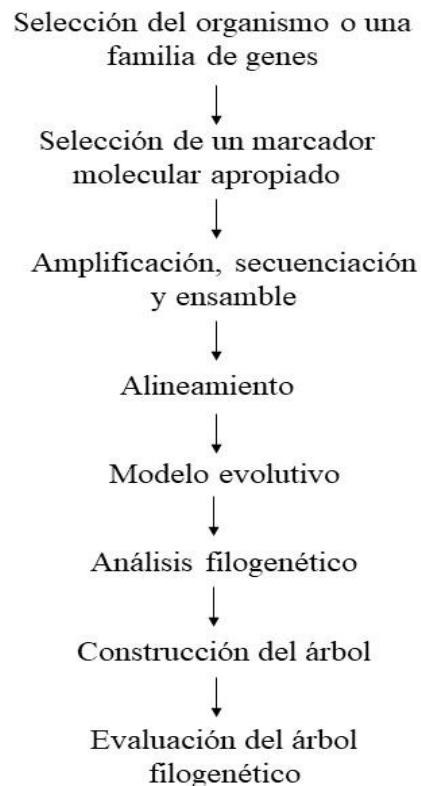 Selección del organismo o una
familia de genes
Selección de un marcador
molecular apropiado
Amplificación, secuenciación
y ensamble
Alineamiento
Modelo evolutivo
Análisis filogenético
Construcción del árbol
Evaluación del árbol
filogenético